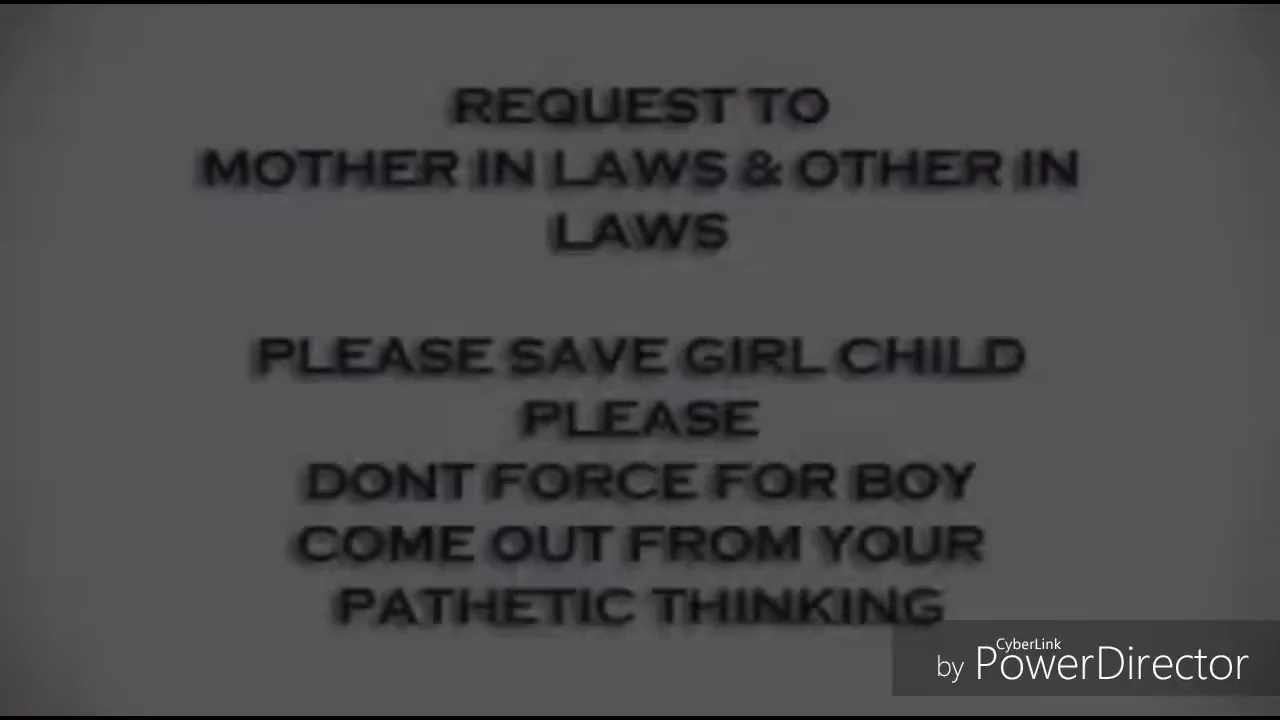 REQUEST TO
MOTHER IN LAWS & OTHER IN
LAWS
PLEASE SAVE GIRL CHILD
PLEASE
DONT FORCE FOR BOY
COME OUT FROM YOUR
PATHETIC THINKING
CyberLink
by PowerDirector